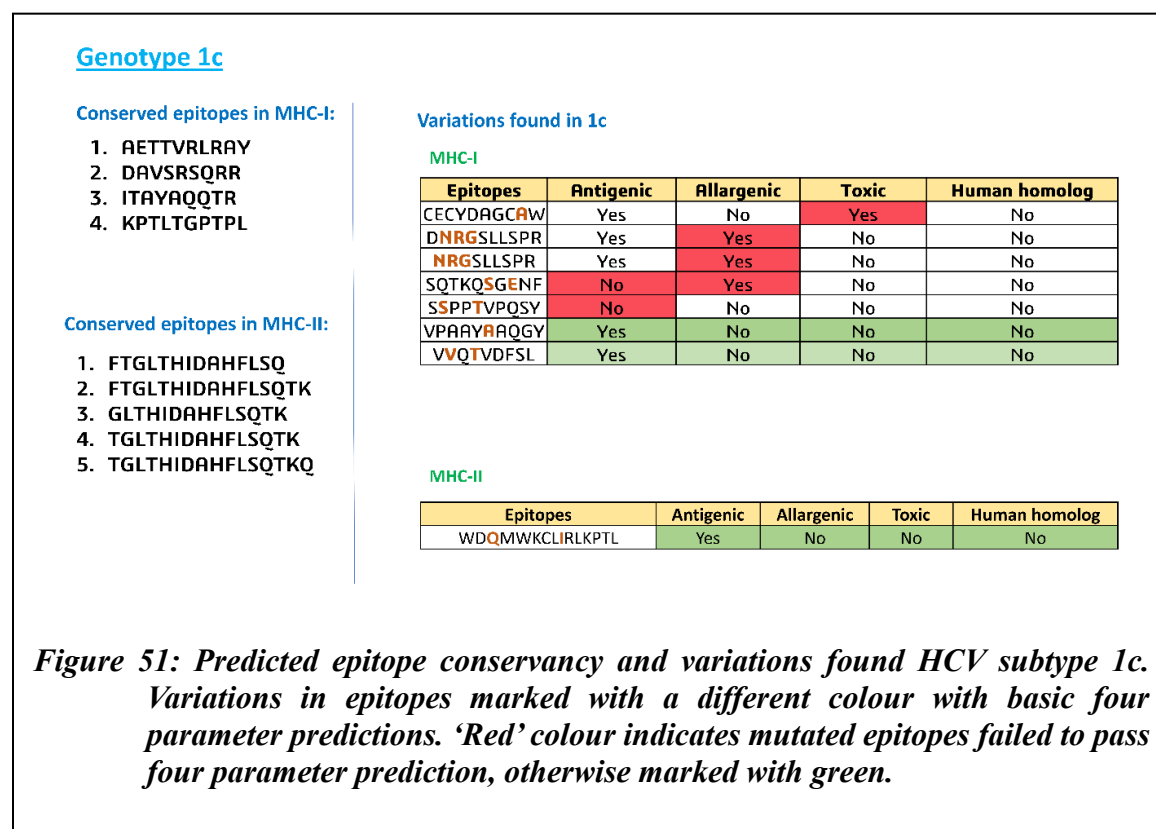 Genotype 1c
Conserved epitopes in MHC-I:
1. AETTVRLRAY
2. DAVSRSQRR
3. ITAYAQQTR
4. KPTLTGPTPL
Conserved epitopes in MHC-II:
1. FTGLTHIDAHFLSQ
2. FTGLTHIDAHFLSQTK
3. GLTHIDAHFLSQTK
4. TGLTHIDAHFLSQTK
5. TGLTHIDAHFLSQTKQ
Variations found in 1c
MHC-I
Epitopes Antigenic Allargenic Toxic Human homolog
CECYDAGCAW Yes No Yes No
DNRGSLLSPR Yes Yes No No
NRGSLLSPR Yes Yes No No
SQTKQSGENF No Yes No No
SSPPTVPQSY No No No No
VPAAYAAQGY Yes No No No
VVQTVDFSL Yes No No No
MHC-II
Epitopes Antigenic Allargenic Toxic Human homolog
WDQMWKCLIRLKPTL Yes No No No
Figure 51: Predicted epitope conservancy and variations found HCV subtype 1c.
Variations in epitopes marked with a different colour with basic four
parameter predictions. ‘Red’ colour indicates mutated epitopes failed to pass
four parameter prediction, otherwise marked with green.